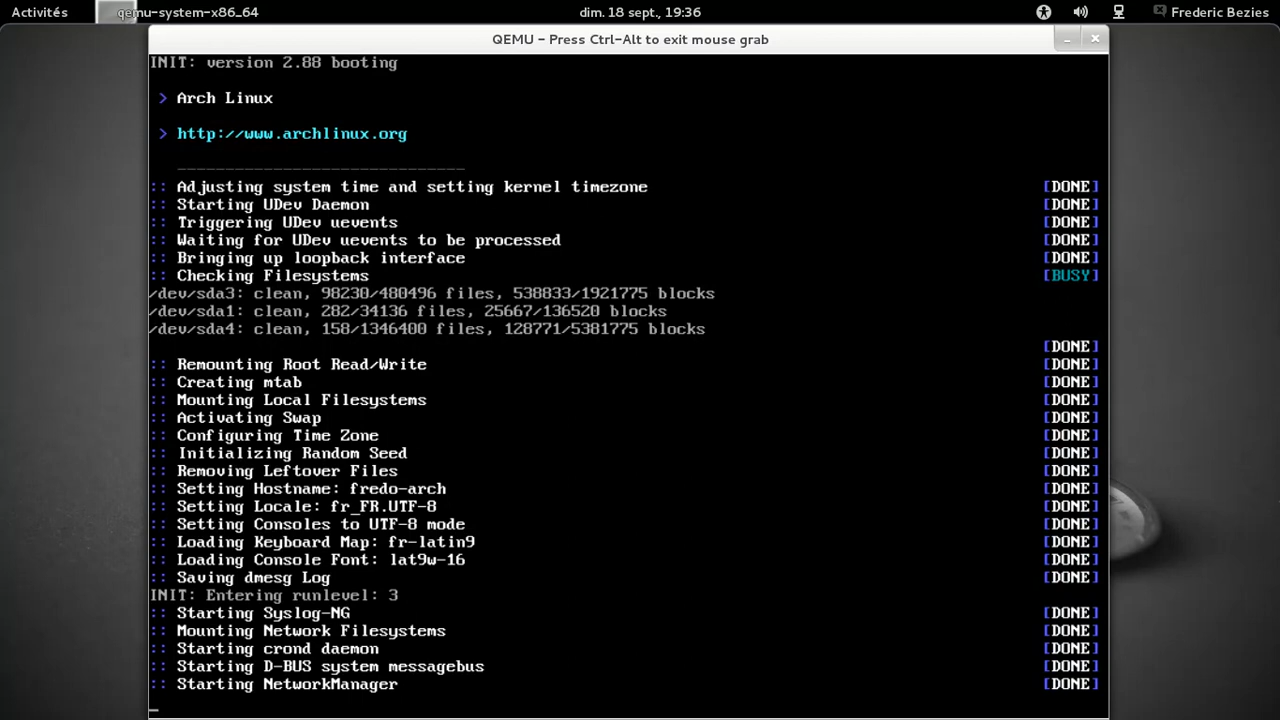 Activités qemu-system-x86_64 dim. 18 sept., 19:36 Frederic Bezies
QEMU - Press Ctrl-Alt to exit mouse grab
INIT: version 2.88 booting
> Arch Linux
> http://www.archlinux.org
______________________________
:: Adjusting system time and setting kernel timezone [DONE]
:: Starting UDev Daemon [DONE]
:: Triggering UDev uevents [DONE]
:: Waiting for UDev uevents to be processed [DONE]
:: Bringing up loopback interface [DONE]
:: Checking Filesystems [BUSY]
/dev/sda3: clean, 98230/480496 files, 538833/1921775 blocks
/dev/sda1: clean, 282/34136 files, 25667/136520 blocks
/dev/sda4: clean, 158/1346400 files, 128771/5381775 blocks
[DONE]
:: Remounting Root Read/Write [DONE]
:: Creating mtab [DONE]
:: Mounting Local Filesystems [DONE]
:: Activating Swap [DONE]
:: Configuring Time Zone [DONE]
:: Initializing Random Seed [DONE]
:: Removing Leftover Files [DONE]
:: Setting Hostname: fredo-arch [DONE]
:: Setting Locale: fr_FR.UTF-8 [DONE]
:: Setting Consoles to UTF-8 mode [DONE]
:: Loading Keyboard Map: fr-latin9 [DONE]
:: Loading Console Font: lat9w-16 [DONE]
:: Saving dmesg Log [DONE]
INIT: Entering runlevel: 3
:: Starting Syslog-NG [DONE]
:: Mounting Network Filesystems [DONE]
:: Starting crond daemon [DONE]
:: Starting D-BUS system messagebus [DONE]
:: Starting NetworkManager [DONE]